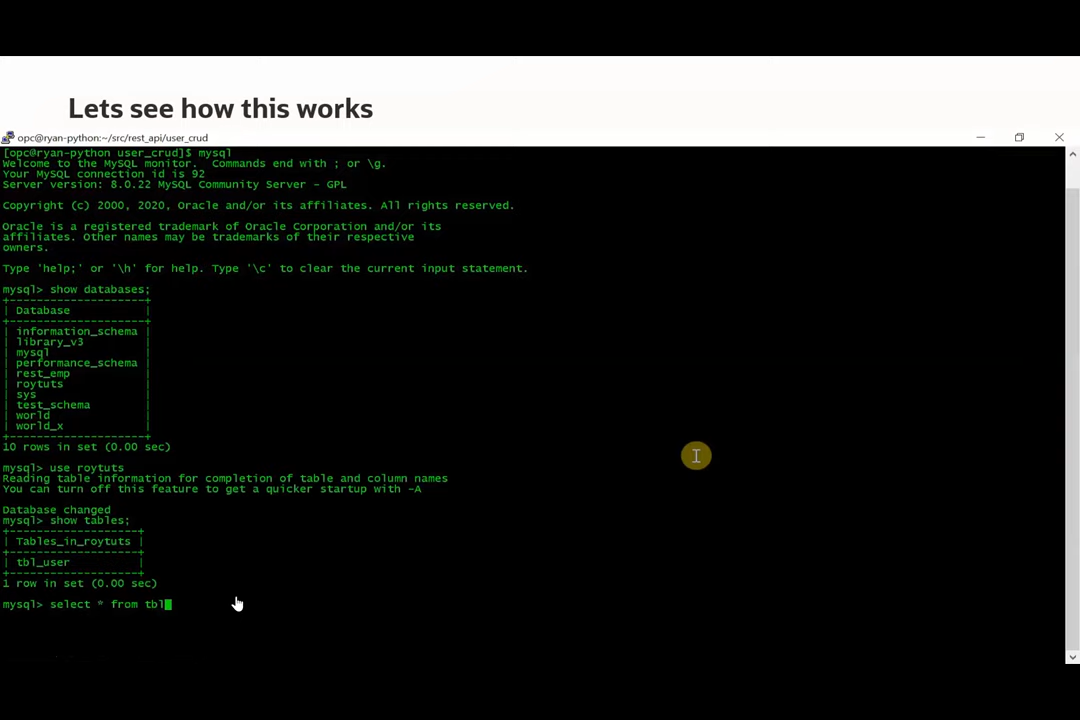 Lets see how this works
opc@ryan-python:~/src/rest_api/user_crud
[opc@ryan-python user_crud]$ mysql
Welcome to the MySQL monitor.  Commands end with ; or \g.
Your MySQL connection id is 92
Server version: 8.0.22 MySQL Community Server - GPL
Copyright (c) 2000, 2020, Oracle and/or its affiliates. All rights reserved.
Oracle is a registered trademark of Oracle Corporation and/or its
affiliates. Other names may be trademarks of their respective
owners.
Type 'help;' or '\h' for help. Type '\c' to clear the current input statement.
mysql> show databases;
+--------------------+
| Database           |
+--------------------+
| information_schema |
| library_v3         |
| mysql              |
| performance_schema |
| rest_emp           |
| roytuts            |
| sys                |
| test_schema        |
| world              |
| world_x            |
+--------------------+
10 rows in set (0.00 sec)
mysql> use roytuts
Reading table information for completion of table and column names
You can turn off this feature to get a quicker startup with -A
Database changed
mysql> show tables;
+-------------------+
| Tables_in_roytuts |
+-------------------+
| tbl_user          |
+-------------------+
1 row in set (0.00 sec)
mysql> select * from tbl